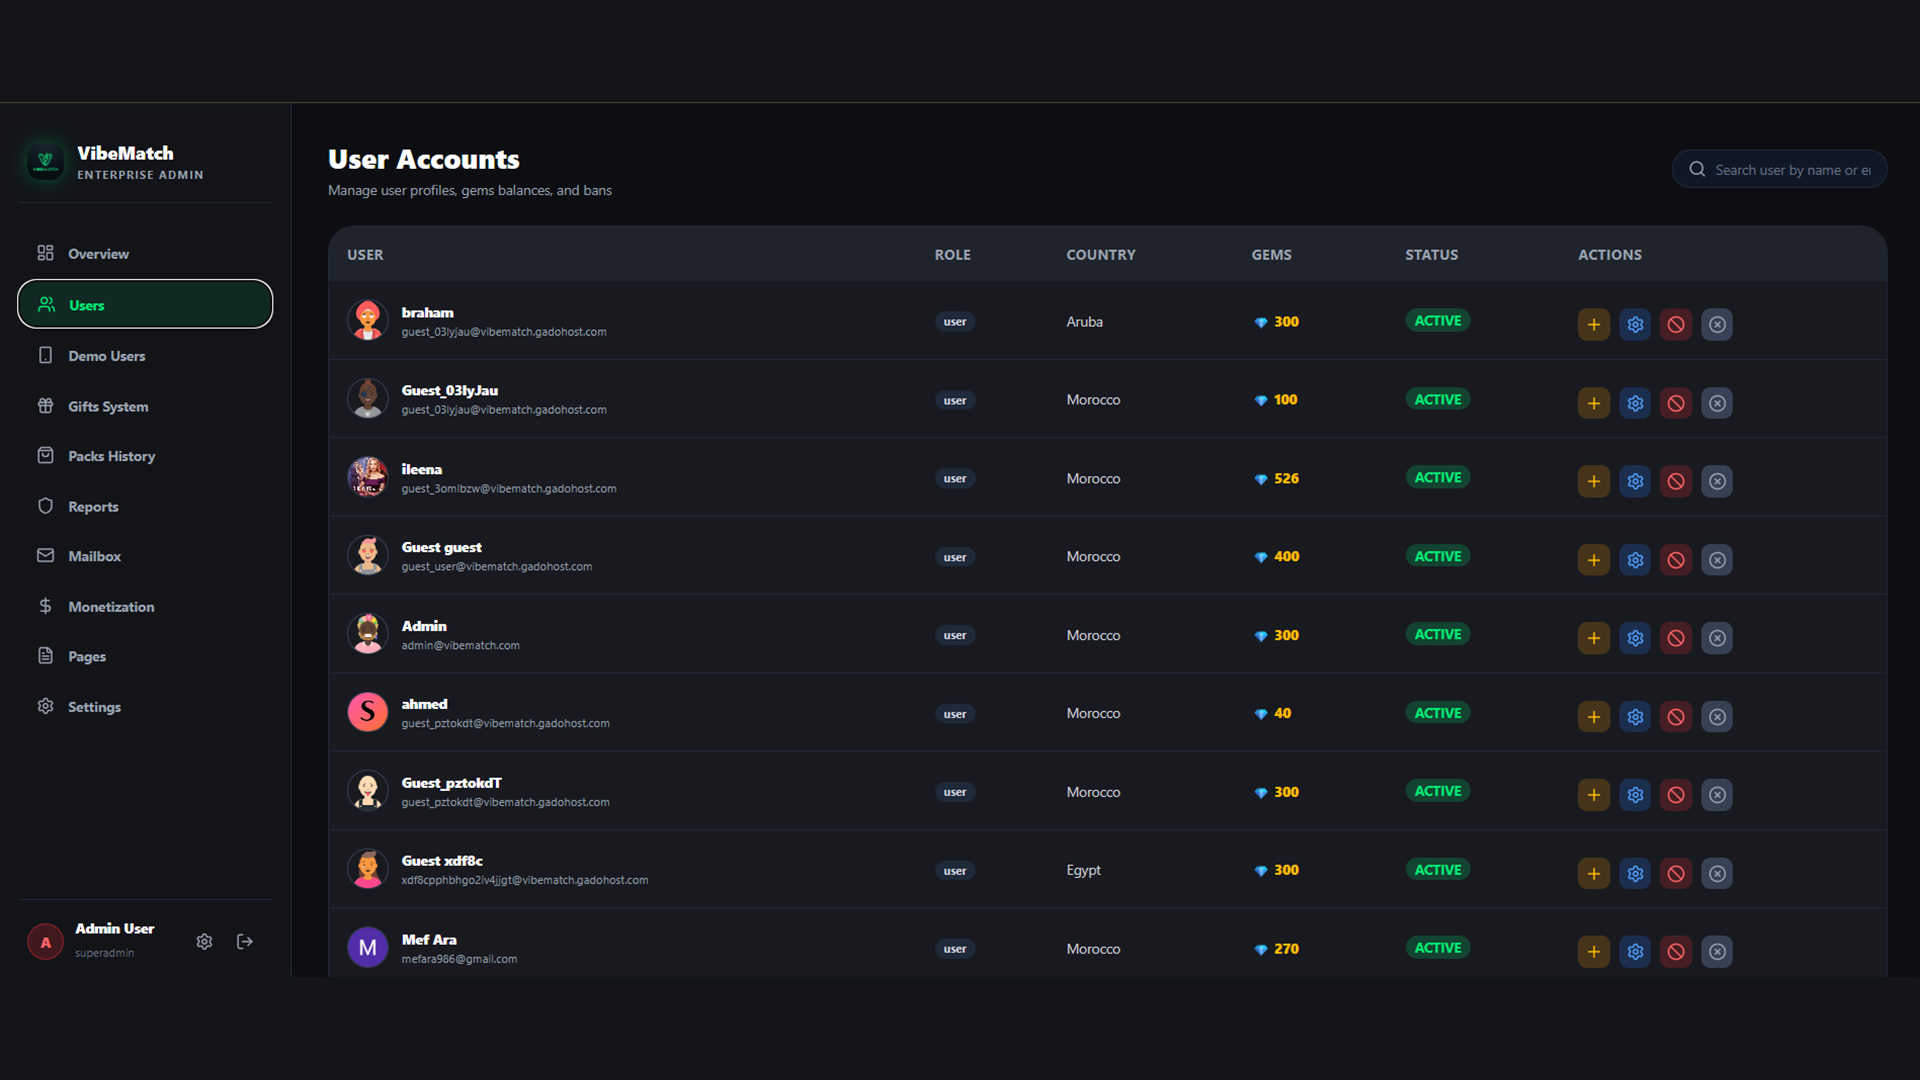 VibeMatch
ENTERPRISE ADMIN
Overview
Users
Demo Users
Gifts System
Packs History
Reports
Mailbox
Monetization
Pages
Settings
A
Admin User
superadmin
User Accounts
Manage user profiles, gems balances, and bans
Search user by name or er
USER ROLE COUNTRY GEMS STATUS ACTIONS
braham
guest_03lyjau@vibematch.gadohost.com
user Aruba 300 ACTIVE
Guest_03lyJau
guest_03lyjau@vibematch.gadohost.com
user Morocco 100 ACTIVE
ileena
guest_3omlbzw@vibematch.gadohost.com
user Morocco 526 ACTIVE
Guest guest
guest_user@vibematch.gadohost.com
user Morocco 400 ACTIVE
Admin
admin@vibematch.com
user Morocco 300 ACTIVE
S
ahmed
guest_pztokdt@vibematch.gadohost.com
user Morocco 40 ACTIVE
Guest_pztokdT
guest_pztokdt@vibematch.gadohost.com
user Morocco 300 ACTIVE
Guest xdf8c
xdf8cpphbhgo2iv4jjgt@vibematch.gadohost.com
user Egypt 300 ACTIVE
M
Mef Ara
mefara986@gmail.com
user Morocco 270 ACTIVE